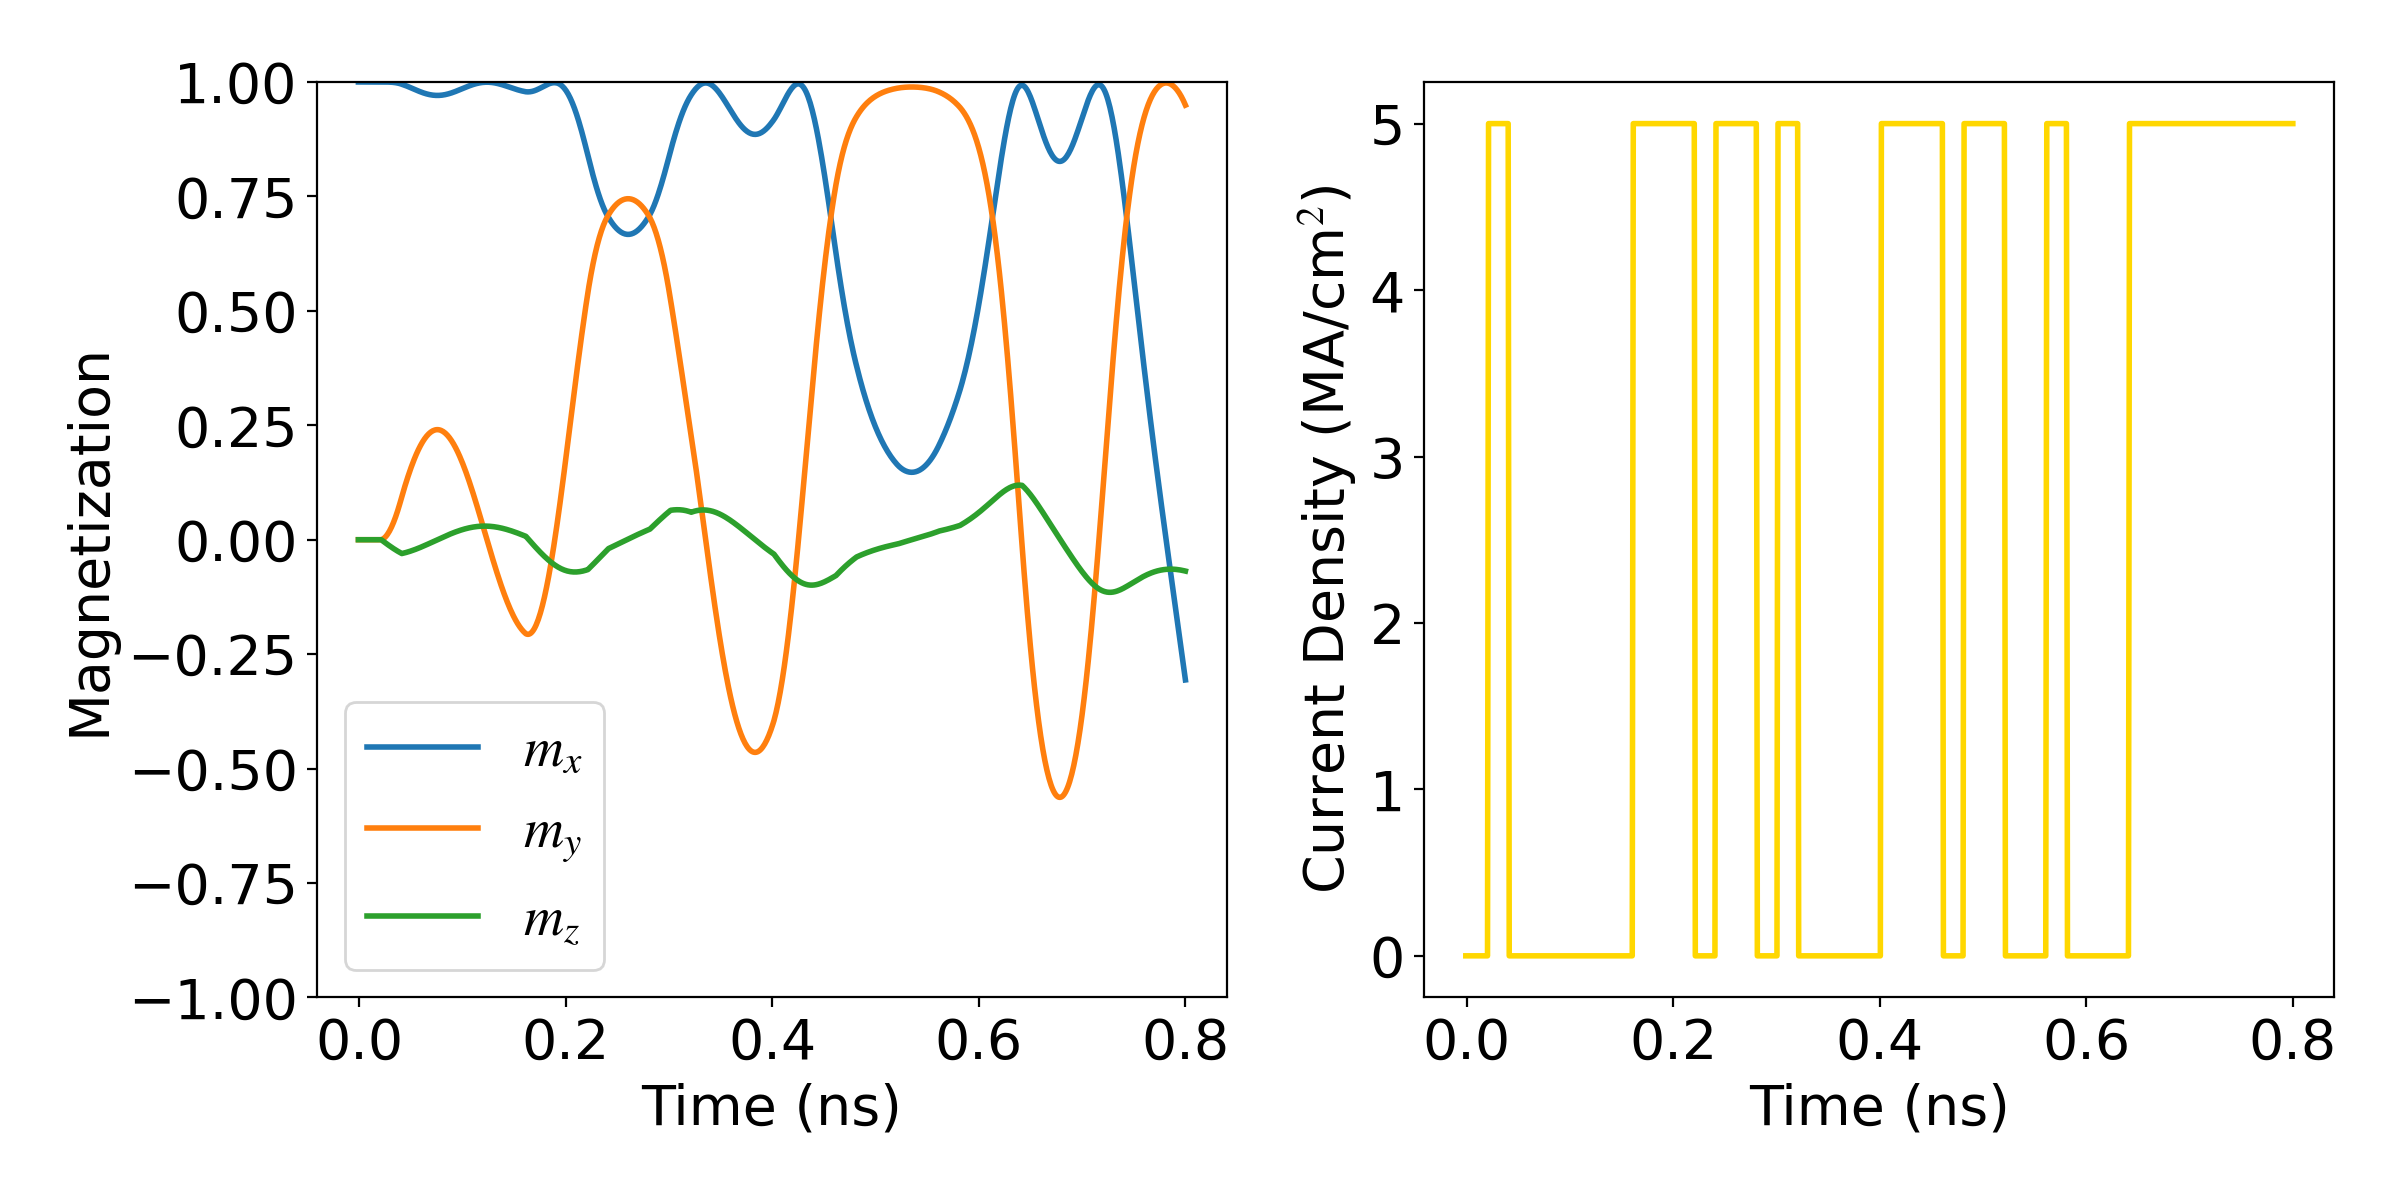 Magnetization
1.00
0.75
0.50
0.25
0.00
−0.25
−0.50
−0.75
−1.00
0.0 0.2 0.4 0.6 0.8
Time (ns)
mₓ
m_y
m_z
Current Density (MA/cm²)
5
4
3
2
1
0
0.0 0.2 0.4 0.6 0.8
Time (ns)